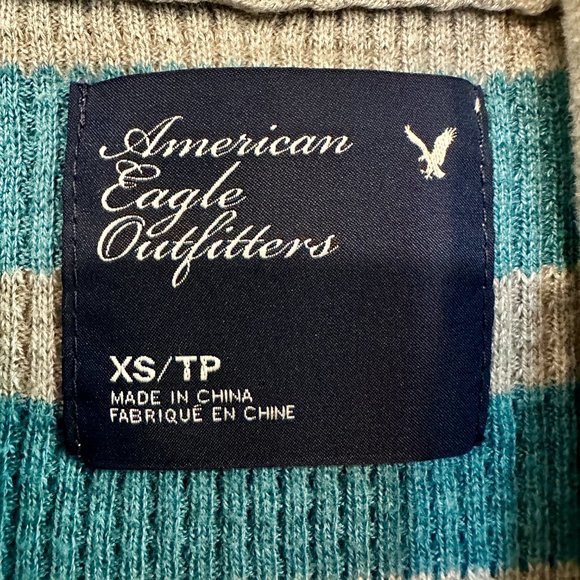 American
Eagle
Outfitters
XS/TP
MADE IN CHINA
FABRIQUÉ EN CHINE